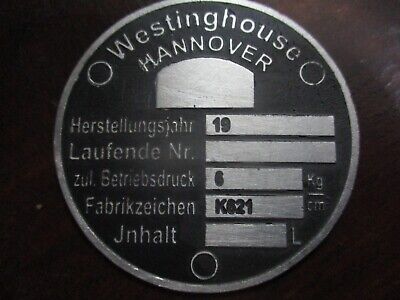 Westinghouse
HANNOVER
Herstellungsjahr 19
Laufende Nr.
zul. Betriebsdruck 6 Kg/cm
Fabrikzeichen K621
Jnhalt L